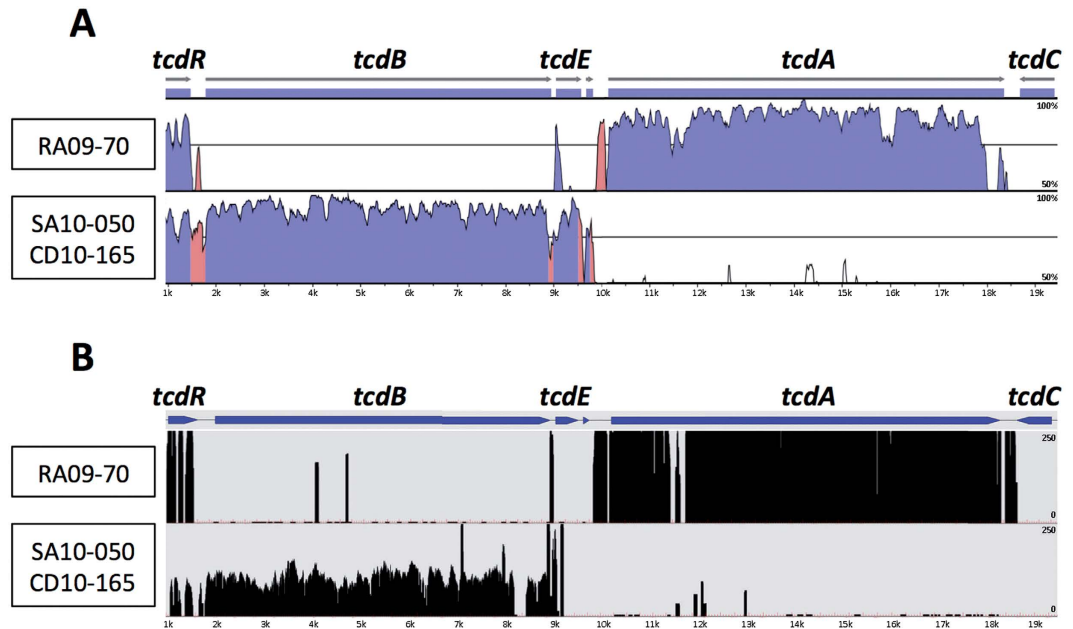 A
tcdR tcdB tcdE tcdA tcdC
100%
RA09-70
50%
100%
SA10-050
CD10-165
50%
1k 2k 3k 4k 5k 6k 7k 8k 9k 10k 11k 12k 13k 14k 15k 16k 17k 18k 19k
B
tcdR tcdB tcdE tcdA tcdC
250
RA09-70
0
250
SA10-050
CD10-165
0
1k 2k 3k 4k 5k 6k 7k 8k 9k 10k 11k 12k 13k 14k 15k 16k 17k 18k 19k